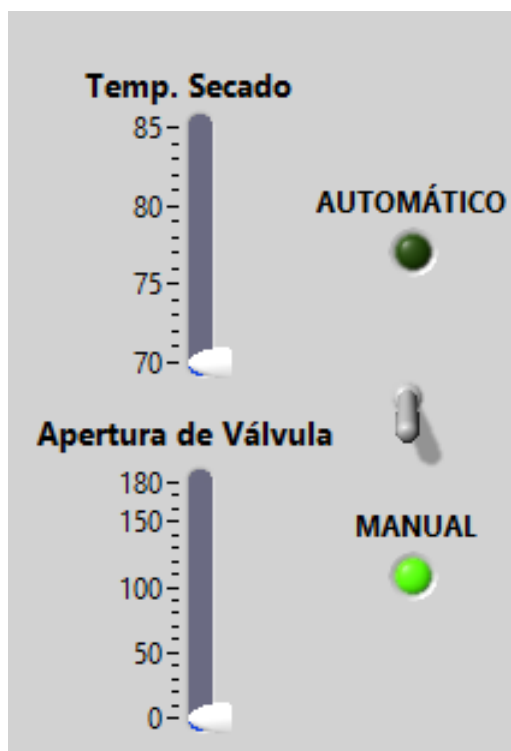 Temp. Secado
85
80
75
70
AUTOMÁTICO
Apertura de Válvula
180
150
100
50
0
MANUAL